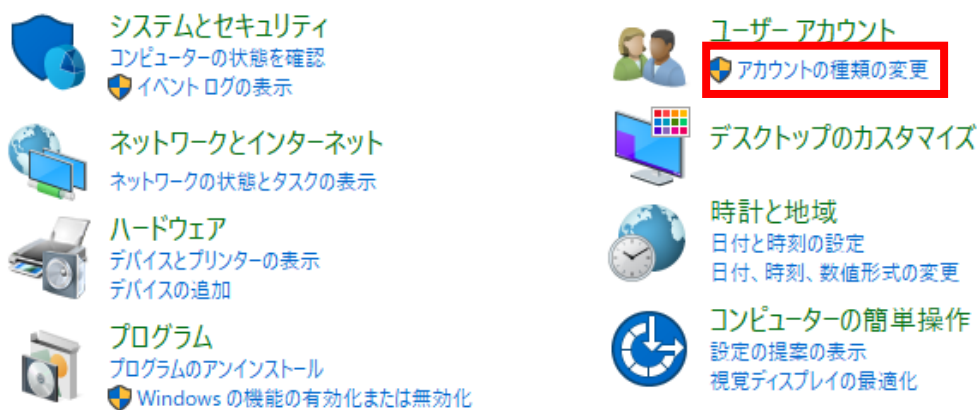 システムとセキュリティ
コンピューターの状態を確認
イベント ログの表示
ネットワークとインターネット
ネットワークの状態とタスクの表示
ハードウェア
デバイスとプリンターの表示
デバイスの追加
プログラム
プログラムのアンインストール
Windows の機能の有効化または無効化
ユーザー アカウント
アカウントの種類の変更
デスクトップのカスタマイズ
時計と地域
日付と時刻の設定
日付、時刻、数値形式の変更
コンピューターの簡単操作
設定の提案の表示
視覚ディスプレイの最適化